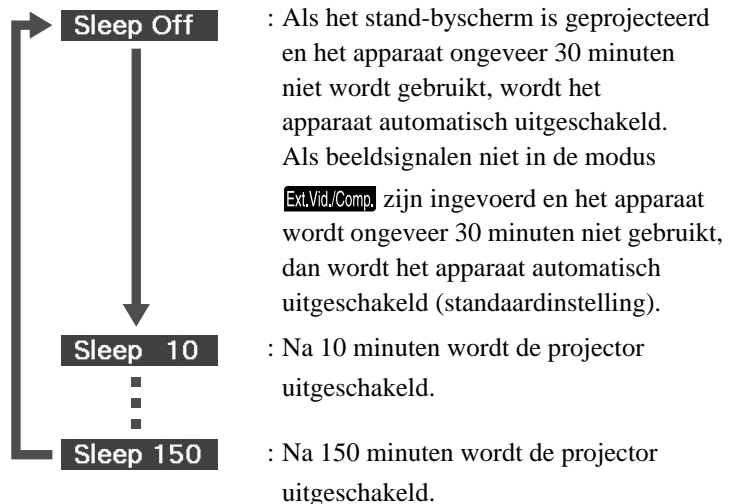 Sleep Off : Als het stand-byscherm is geprojecteerd
en het apparaat ongeveer 30 minuten
niet wordt gebruikt, wordt het
apparaat automatisch uitgeschakeld.
Als beeldsignalen niet in de modus
Ext.Vid./Comp. zijn ingevoerd en het apparaat
wordt ongeveer 30 minuten niet gebruikt,
dan wordt het apparaat automatisch
uitgeschakeld (standaardinstelling).
Sleep 10 : Na 10 minuten wordt de projector
uitgeschakeld.
Sleep 150 : Na 150 minuten wordt de projector
uitgeschakeld.